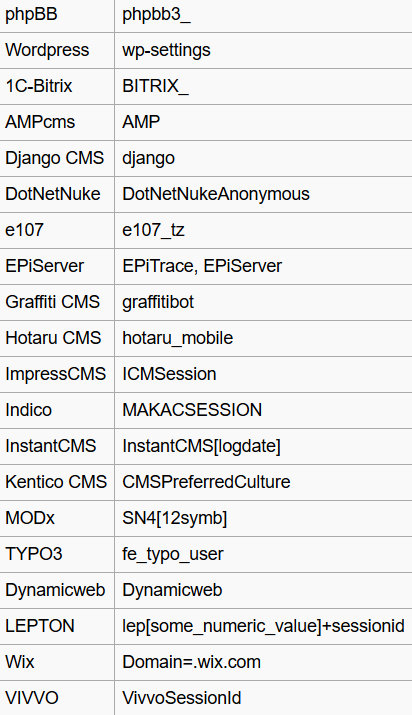 phpBB phpbb3_
Wordpress wp-settings
1C-Bitrix BITRIX_
AMPcms AMP
Django CMS django
DotNetNuke DotNetNukeAnonymous
e107 e107_tz
EPiServer EPiTrace, EPiServer
Graffiti CMS graffitibot
Hotaru CMS hotaru_mobile
ImpressCMS ICMSession
Indico MAKACSESSION
InstantCMS InstantCMS[logdate]
Kentico CMS CMSPreferredCulture
MODx SN4[12symb]
TYPO3 fe_typo_user
Dynamicweb Dynamicweb
LEPTON lep[some_numeric_value]+sessionid
Wix Domain=.wix.com
VIVVO VivvoSessionId